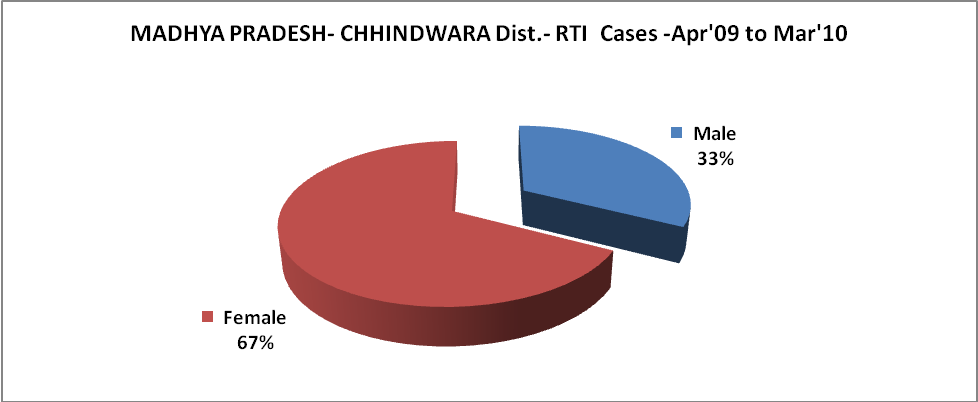 MADHYA PRADESH- CHHINDWARA Dist.- RTI  Cases -Apr'09 to Mar'10
Male
33%
Female
67%